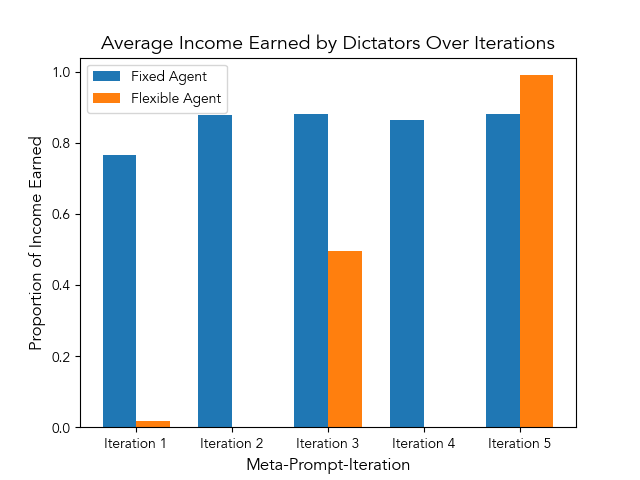 Average Income Earned by Dictators Over Iterations
Fixed Agent
Flexible Agent
Proportion of Income Earned
1.0
0.8
0.6
0.4
0.2
0.0
Iteration 1
Iteration 2
Iteration 3
Iteration 4
Iteration 5
Meta-Prompt-Iteration